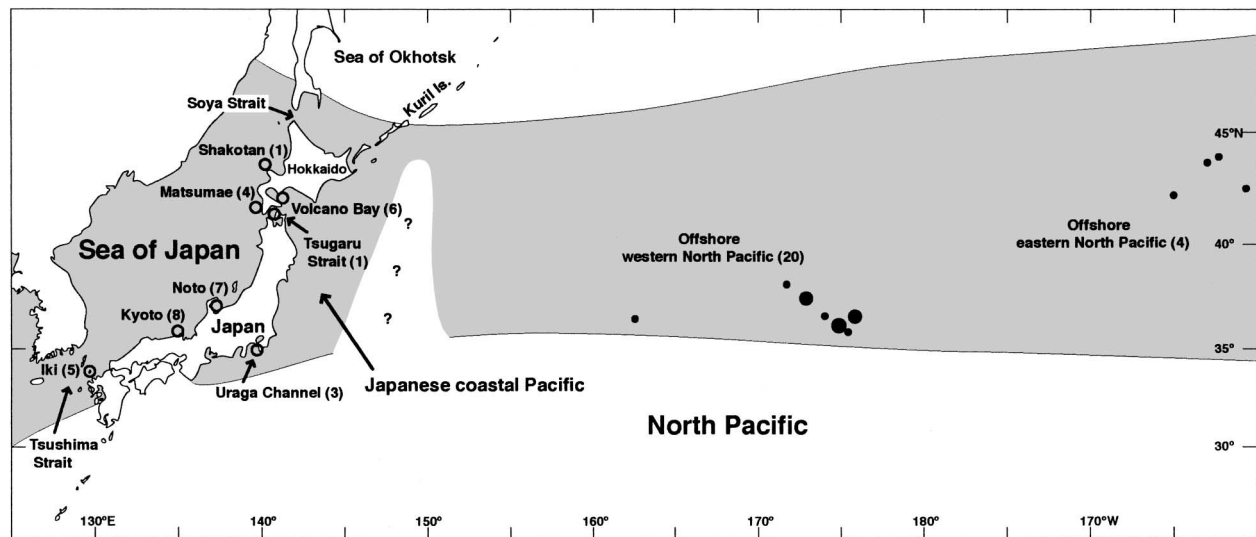 Sea of Okhotsk
Kuril Is.
Soya Strait
45°N
Shakotan (1)
Hokkaido
Matsumae (4)
Volcano Bay (6)
?
Tsugaru
Strait (1)
Offshore
western North Pacific (20)
Offshore
eastern North Pacific (4)
40°
Sea of Japan
?
Noto (7)
Kyoto (8)
Japan
?
35°
Iki (5)
Uraga Channel (3)
Japanese coastal Pacific
North Pacific
Tsushima
Strait
30°
130°E
140°
150°
160°
170°
180°
170°W